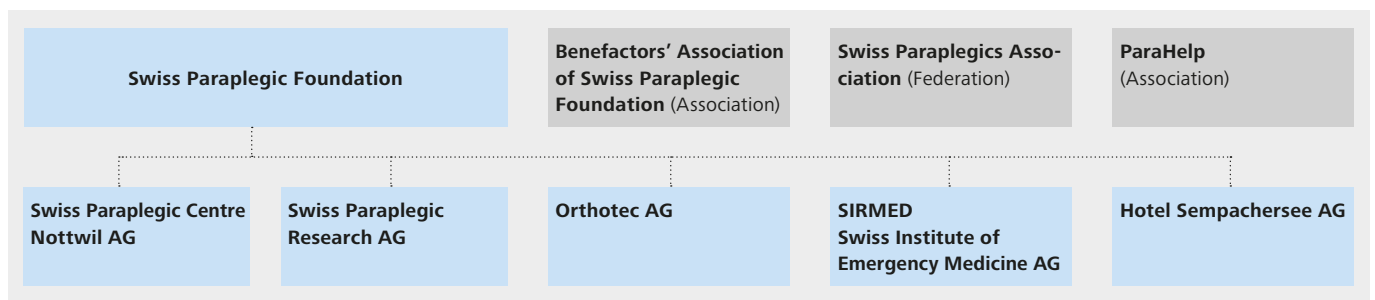 Swiss Paraplegic Foundation
Benefactors’ Association
of Swiss Paraplegic
Foundation (Association)
Swiss Paraplegics Asso-
ciation (Federation)
ParaHelp
(Association)
Swiss Paraplegic Centre
Nottwil AG
Swiss Paraplegic
Research AG
Orthotec AG
SIRMED
Swiss Institute of
Emergency Medicine AG
Hotel Sempachersee AG